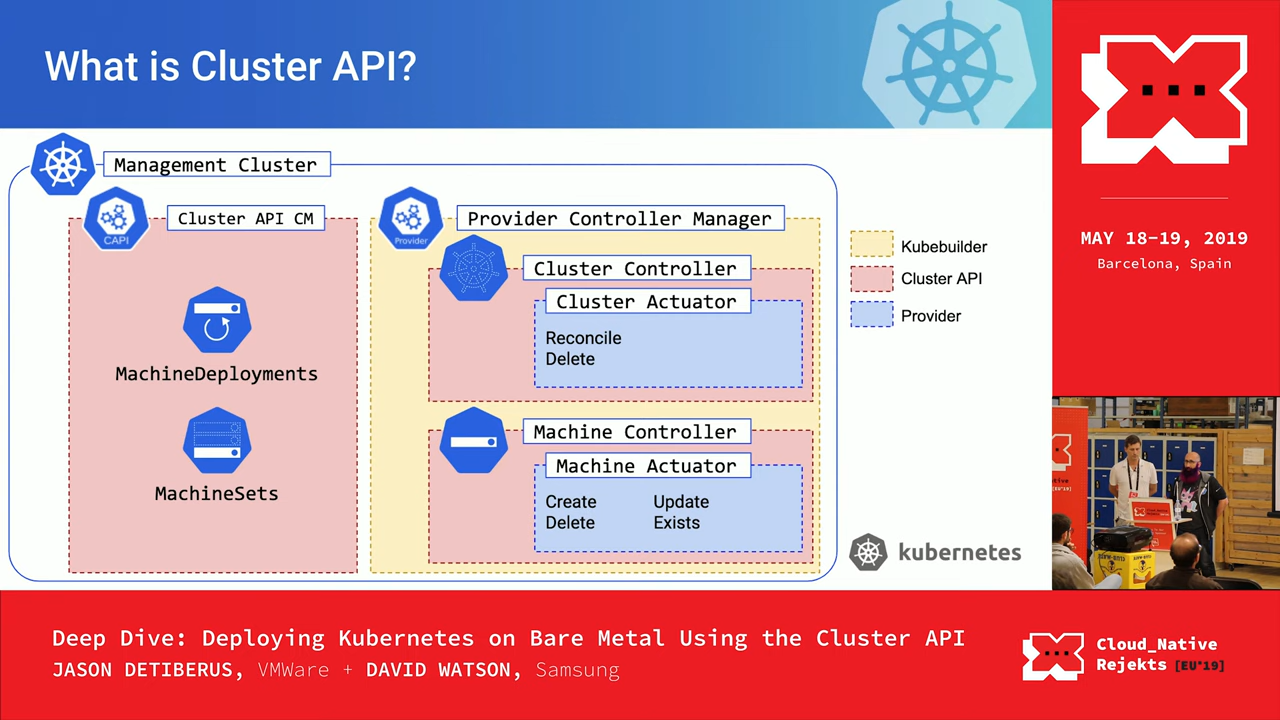 What is Cluster API?
Management Cluster
Cluster API CM
CAPI
MachineDeployments
MachineSets
Provider Controller Manager
Provider
Cluster Controller
Cluster Actuator
Reconcile
Delete
Machine Controller
Machine Actuator
Create Update
Delete Exists
Kubebuilder
Cluster API
Provider
kubernetes
MAY 18-19, 2019
Barcelona, Spain
Deep Dive: Deploying Kubernetes on Bare Metal Using the Cluster API
JASON DETIBERUS, VMWare + DAVID WATSON, Samsung
Cloud_Native
Rejekts [EU'19]